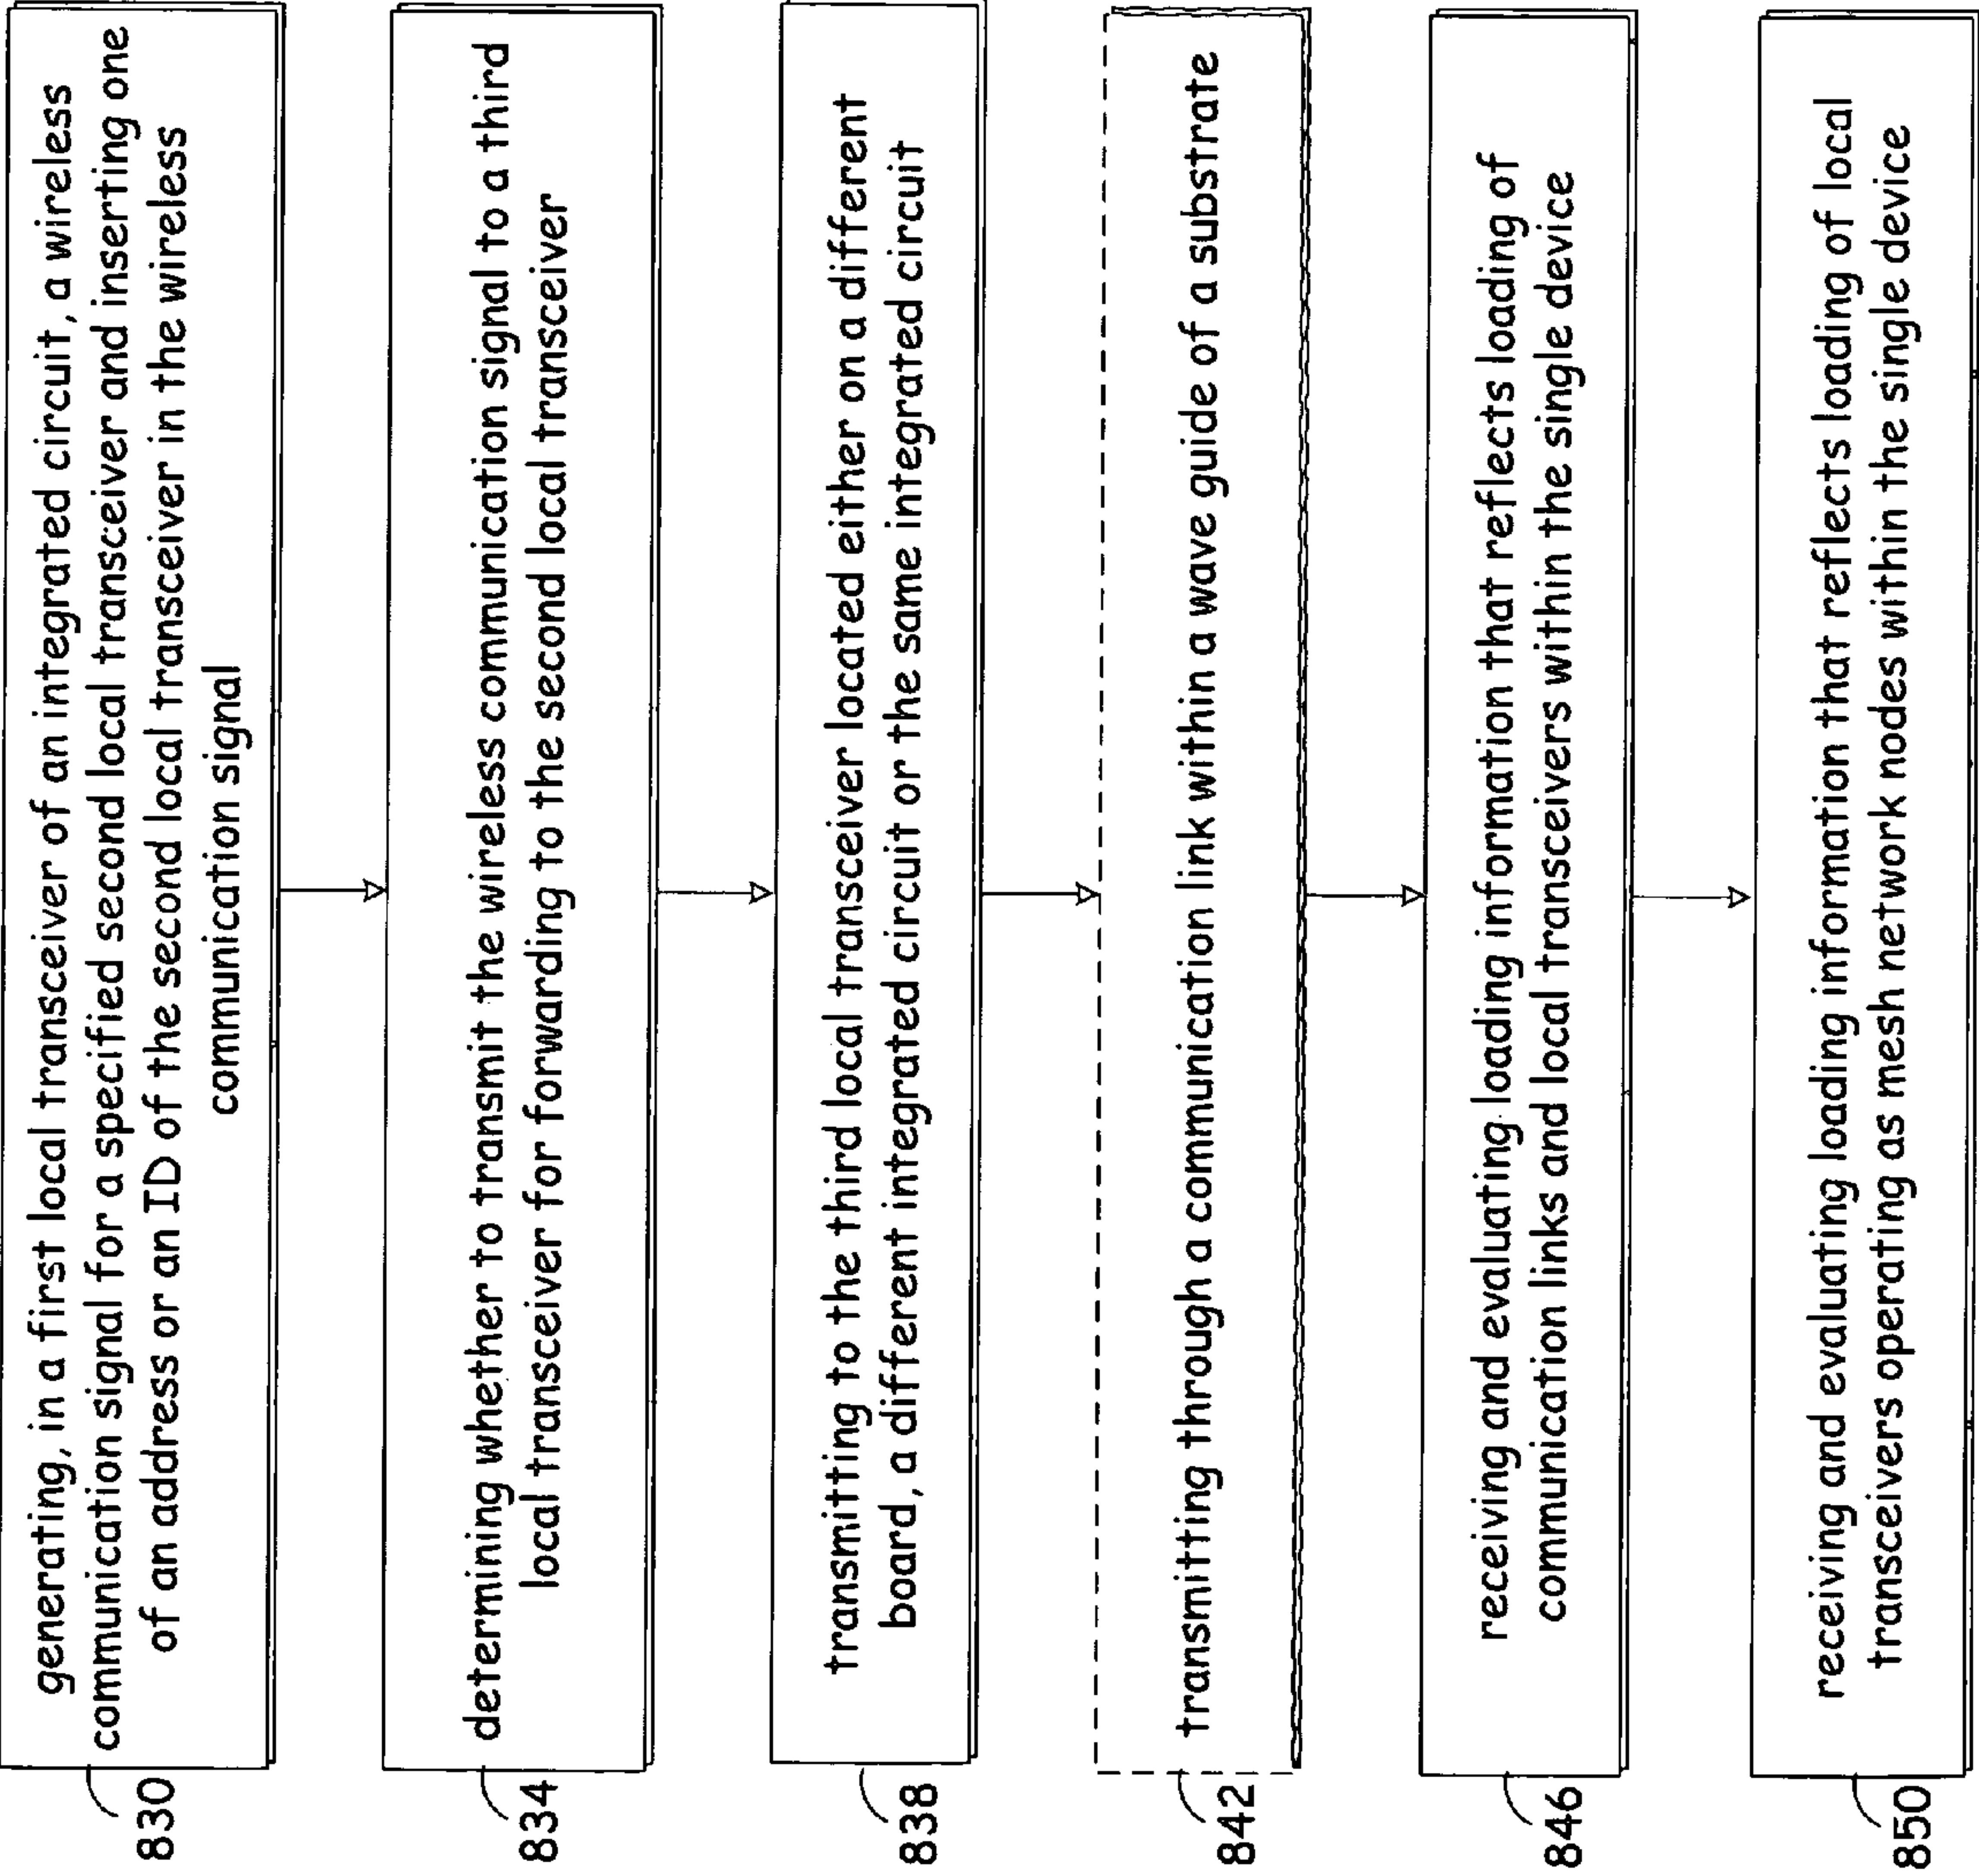 generating, in a first local transceiver of an integrated circuit, a wireless
communication signal for a specified second local transceiver and inserting one
of an address or an ID of the second local transceiver in the wireless
communication signal
830
determining whether to transmit the wireless communication signal to a third
local transceiver for forwarding to the second local transceiver
834
transmitting to the third local transceiver located either on a different
board, a different integrated circuit or the same integrated circuit
838
transmitting through a communication link within a wave guide of a substrate
842
receiving and evaluating loading information that reflects loading of
communication links and local transceivers within the single device
846
receiving and evaluating loading information that reflects loading of local
transceivers operating as mesh network nodes within the single device
850